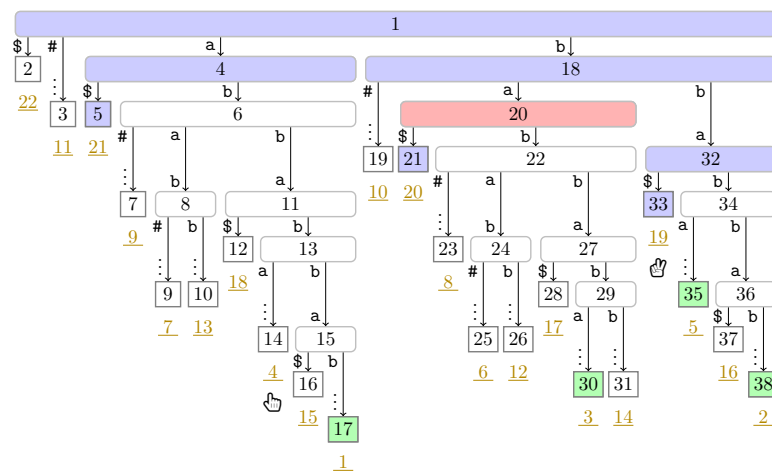 1
$ # a b
2 4 18
22 3 5 6 # 19 20 b
11 21 $ b 10 $ b a
# a b 21 22 32
20 # a b $ b
7 b a 33 34
9 8 11 23 b a 19 a b
# b $ b 8 24 27 35 a
9 10 12 13 # b $ b 5 36
7 13 18 a b 25 26 28 29 $ b
14 a 6 12 17 a b 37 38
4 15 30 31 16 2
$ b 3 14
16 17
15 1